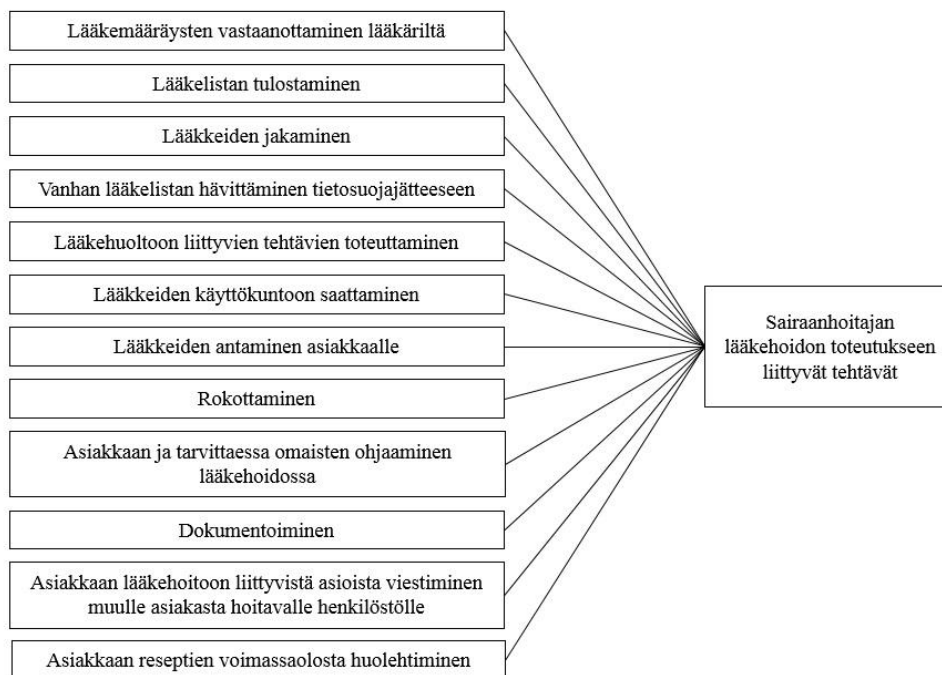 Lääkemääräysten vastaanottaminen lääkäriltä
Lääkelistan tulostaminen
Lääkkeiden jakaminen
Vanhan lääkelistan hävittäminen tietosuojajätteeseen
Lääkehuoltoon liittyvien tehtävien toteuttaminen
Lääkkeiden käyttökuntoon saattaminen
Lääkkeiden antaminen asiakkaalle
Rokottaminen
Asiakkaan ja tarvittaessa omaisten ohjaaminen
lääkehoidossa
Dokumentoiminen
Asiakkaan lääkehoitoon liittyvistä asioista viestiminen
muulle asiakasta hoitavalle henkilöstölle
Asiakkaan reseptien voimassaolosta huolehtiminen
Sairaanhoitajan
lääkehoidon toteutukseen
liittyvät tehtävät